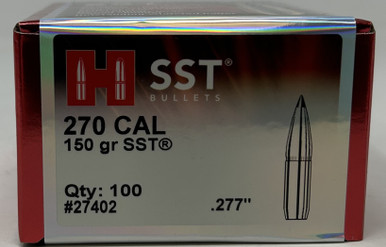 H SST®
BULLETS
270 CAL
150 gr SST®
Qty: 100
#27402 .277"